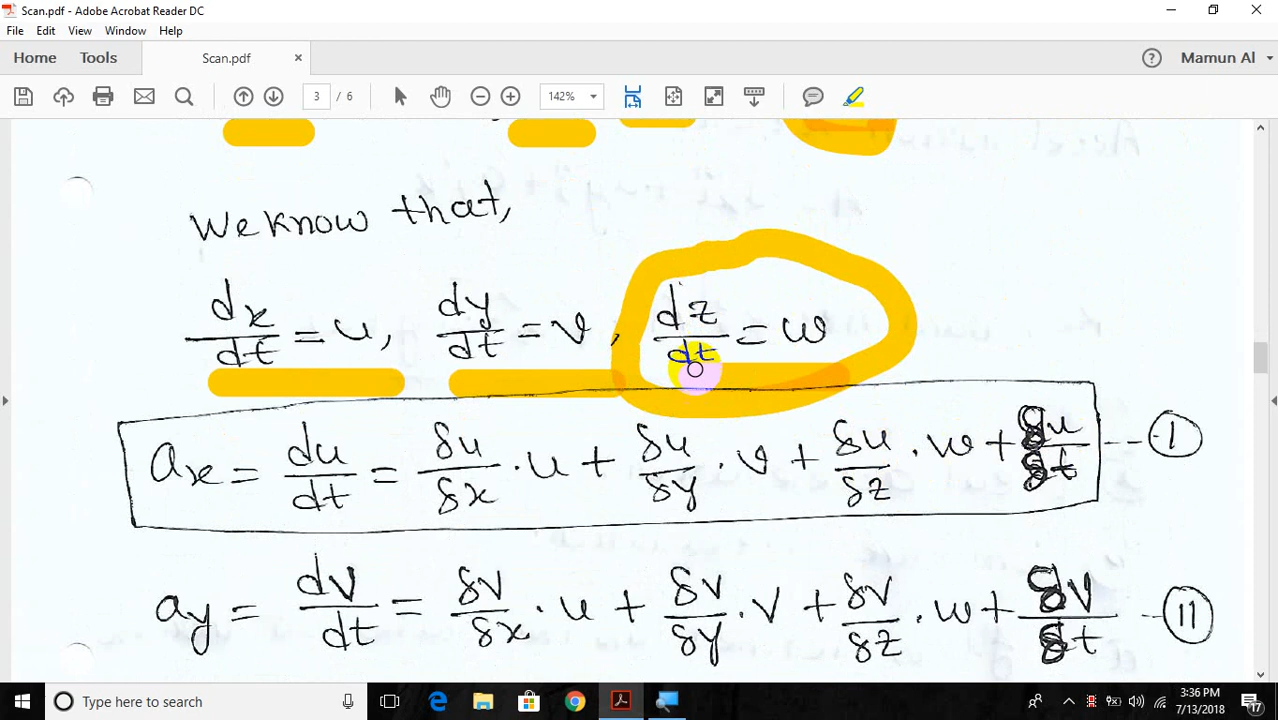 Scan.pdf - Adobe Acrobat Reader DC
File Edit View Window Help
Home Tools Scan.pdf × Mamun Al
3 / 6 142%
We know that,
dx/dt = u, dy/dt = v, dz/dt = w
ax = du/dt = δu/δx . u + δu/δy . v + δu/δz . w + δu/δt -- I
ay = dv/dt = δv/δx . u + δv/δy . v + δv/δz . w + δv/δt -- II
Type here to search
3:36 PM
7/13/2018
17